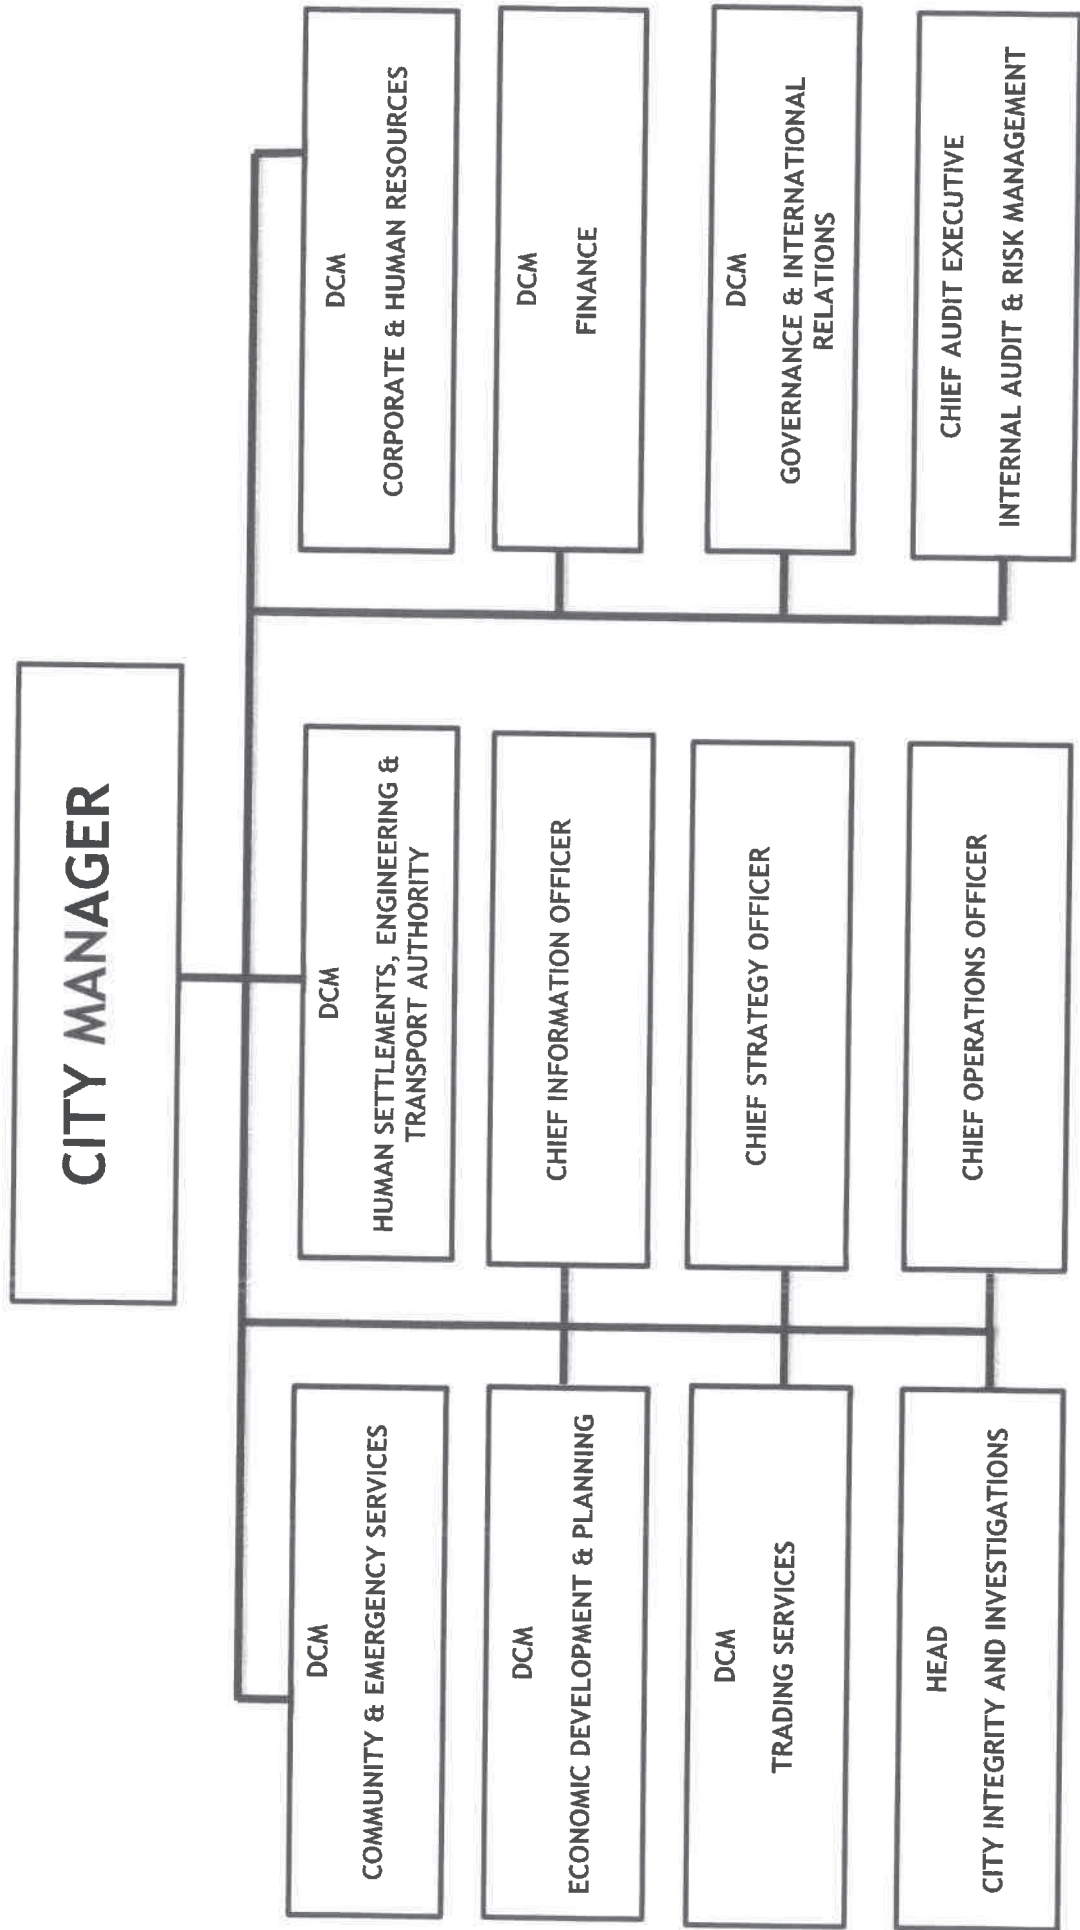 CITY MANAGER
DCM
COMMUNITY & EMERGENCY SERVICES
DCM
HUMAN SETTLEMENTS, ENGINEERING &
TRANSPORT AUTHORITY
DCM
CORPORATE & HUMAN RESOURCES
DCM
ECONOMIC DEVELOPMENT & PLANNING
CHIEF INFORMATION OFFICER
DCM
FINANCE
DCM
TRADING SERVICES
CHIEF STRATEGY OFFICER
DCM
GOVERNANCE & INTERNATIONAL
RELATIONS
HEAD
CITY INTEGRITY AND INVESTIGATIONS
CHIEF OPERATIONS OFFICER
CHIEF AUDIT EXECUTIVE
INTERNAL AUDIT & RISK MANAGEMENT